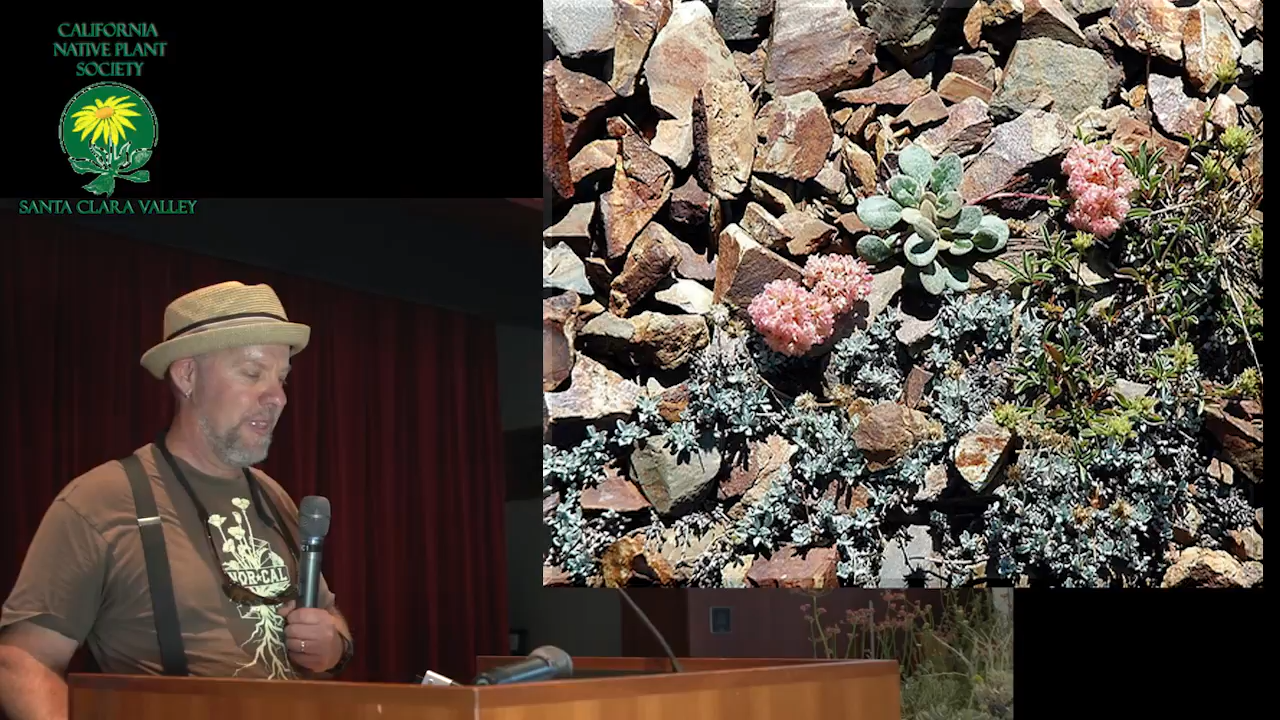 CALIFORNIA
NATIVE PLANT
SOCIETY
SANTA CLARA VALLEY
NOR CAL